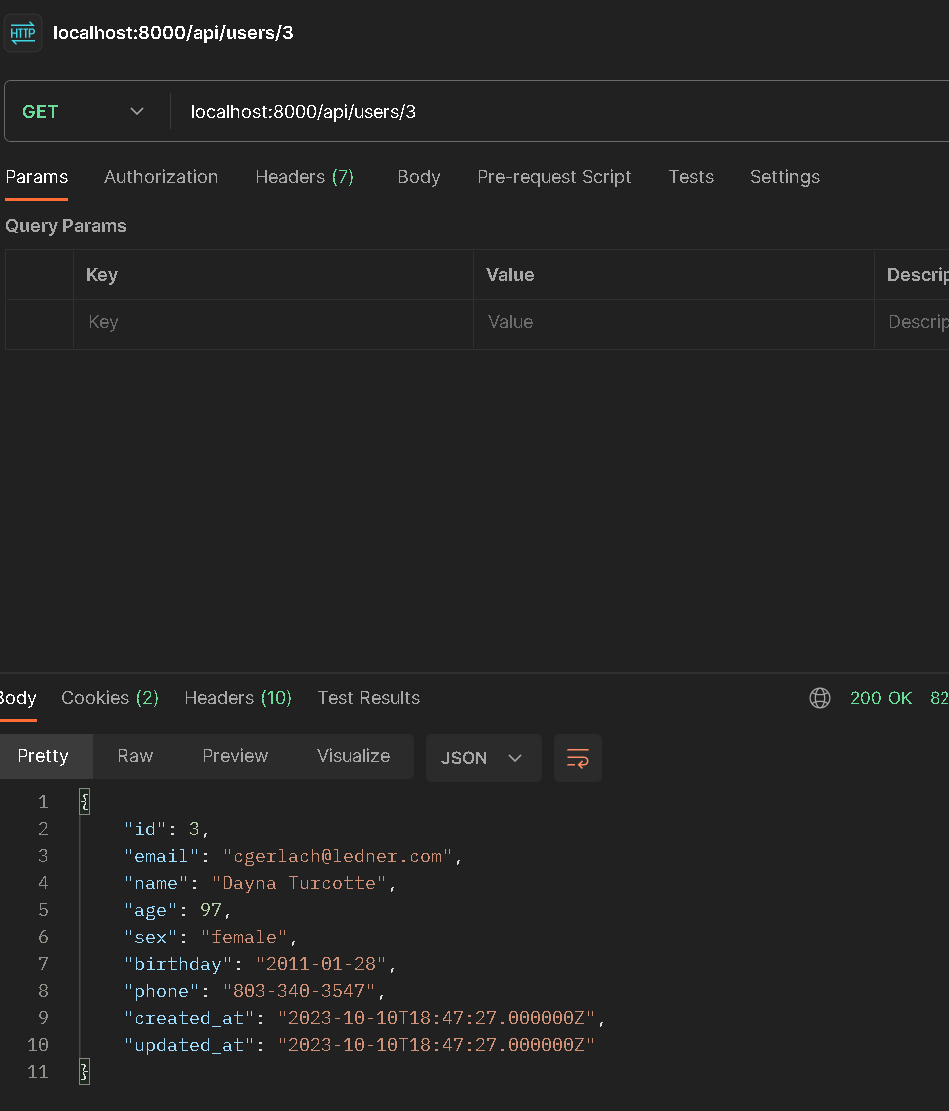 HTTP localhost:8000/api/users/3
GET localhost:8000/api/users/3
Params Authorization Headers (7) Body Pre-request Script Tests Settings
Query Params
Key Value Descrip
Key Value Descrip
Body Cookies (2) Headers (10) Test Results 200 OK 82
Pretty Raw Preview Visualize JSON
1 {
2 "id": 3,
3 "email": "cgerlach@ledner.com",
4 "name": "Dayna Turcotte",
5 "age": 97,
6 "sex": "female",
7 "birthday": "2011-01-28",
8 "phone": "803-340-3547",
9 "created_at": "2023-10-10T18:47:27.000000Z",
10 "updated_at": "2023-10-10T18:47:27.000000Z"
11 }